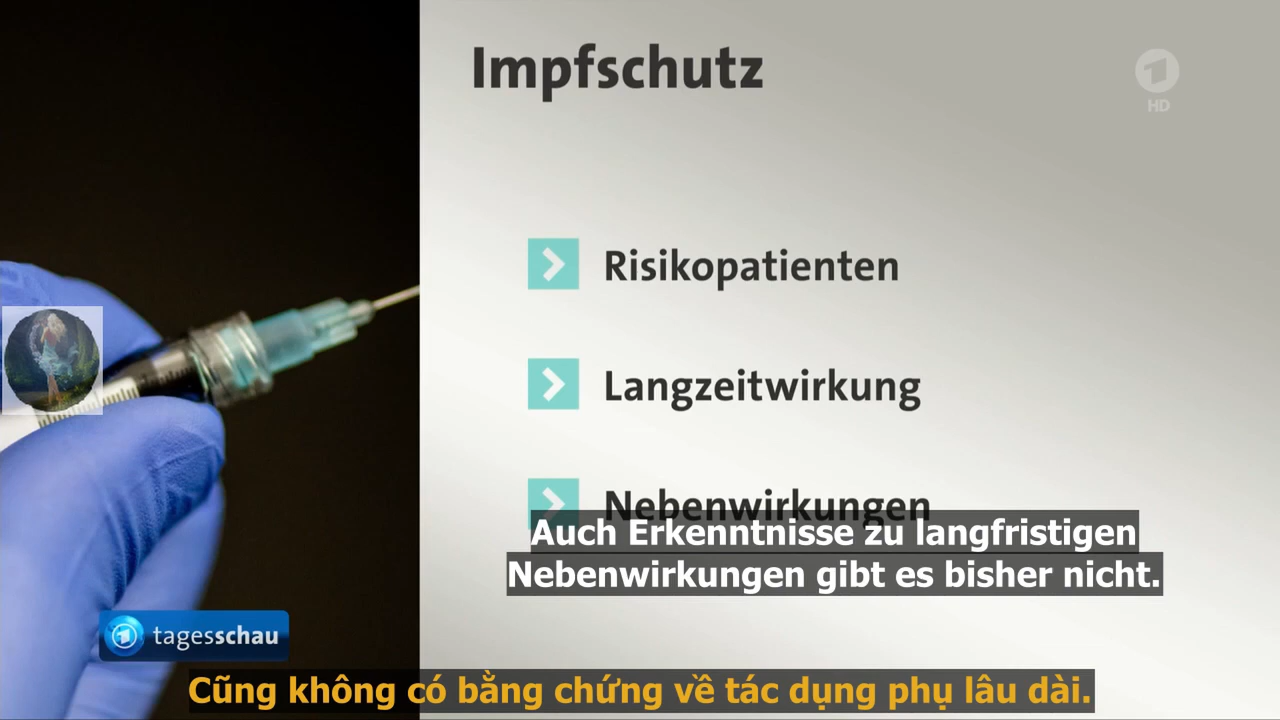 Impfschutz
HD
Risikopatienten
Langzeitwirkung
Nebenwirkungen
Auch Erkenntnisse zu langfristigen
Nebenwirkungen gibt es bisher nicht.
tagesschau
Cũng không có bằng chứng về tác dụng phụ lâu dài.